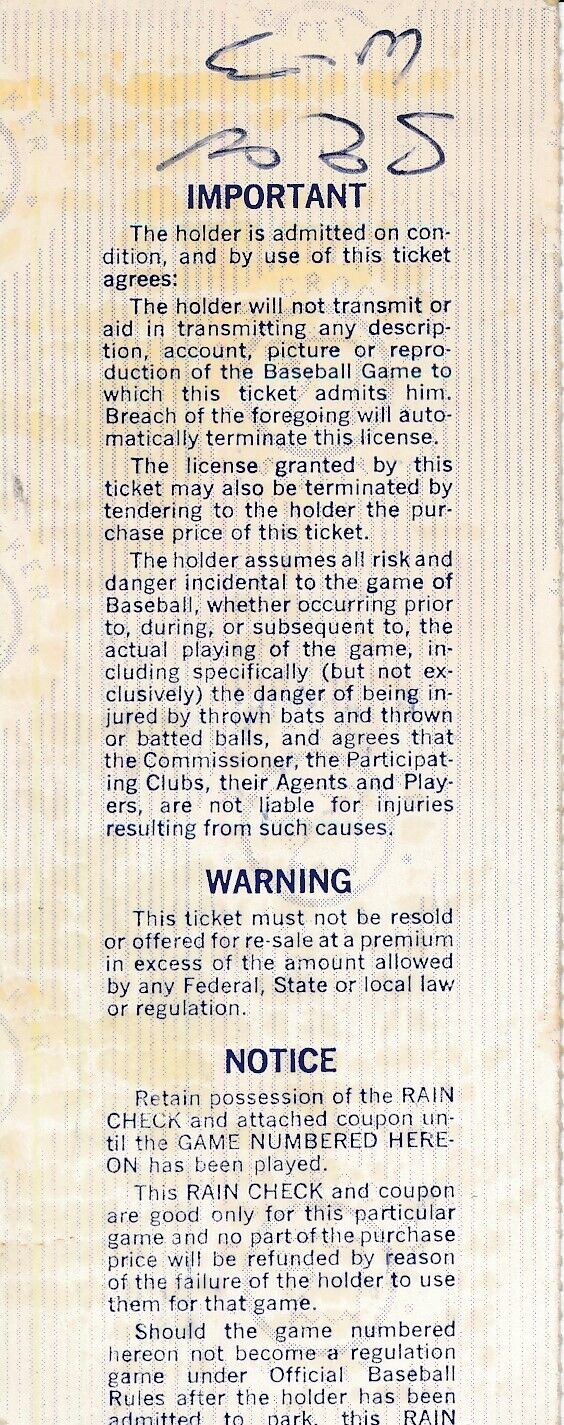 E-M
IMPORTANT
The holder is admitted on con-
dition, and by use of this ticket
agrees:
The holder will not transmit or
aid in transmitting any descrip-
tion, account, picture or repro-
duction of the Baseball Game to
which this ticket admits him.
Breach of the foregoing will auto-
matically terminate this license.
The license granted by this
ticket may also be terminated by
tendering to the holder the pur-
chase price of this ticket.
The holder assumes all risk and
danger incidental to the game of
Baseball, whether occurring prior
to, during, or subsequent to, the
actual playing of the game, in-
cluding specifically (but not ex-
clusively) the danger of being in-
jured by thrown bats and thrown
or batted balls, and agrees that
the Commissioner, the Participat-
ing Clubs, their Agents and Play-
ers, are not liable for injuries
resulting from such causes.
WARNING
This ticket must not be resold
or offered for re-sale at a premium
in excess of the amount allowed
by any Federal, State or local law
or regulation.
NOTICE
Retain possession of the RAIN
CHECK and attached coupon un-
til the GAME NUMBERED HERE-
ON has been played.
This RAIN CHECK and coupon
are good only for this particular
game and no part of the purchase
price will be refunded by reason
of the failure of the holder to use
them for that game.
Should the game numbered
hereon not become a regulation
game under Official Baseball
Rules after the holder has been
admitted to park, this RAIN